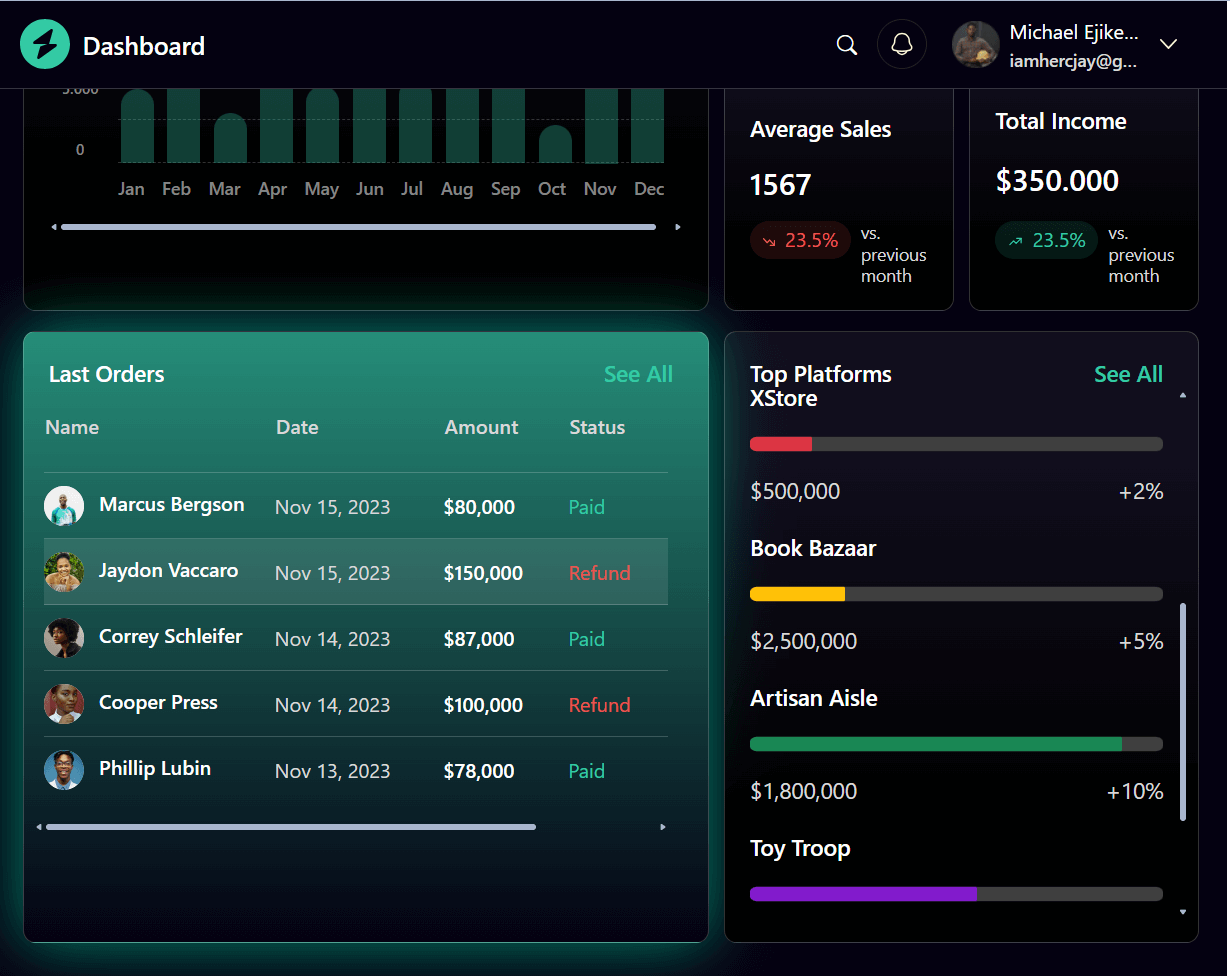 Dashboard
Michael Ejike...
iamhercjay@g...
0
Jan Feb Mar Apr May Jun Jul Aug Sep Oct Nov Dec
Average Sales
1567
23.5%
vs.
previous
month
Total Income
$350.000
23.5%
vs.
previous
month
Last Orders
See All
Name Date Amount Status
Marcus Bergson Nov 15, 2023 $80,000 Paid
Jaydon Vaccaro Nov 15, 2023 $150,000 Refund
Correy Schleifer Nov 14, 2023 $87,000 Paid
Cooper Press Nov 14, 2023 $100,000 Refund
Phillip Lubin Nov 13, 2023 $78,000 Paid
Top Platforms
See All
XStore
$500,000 +2%
Book Bazaar
$2,500,000 +5%
Artisan Aisle
$1,800,000 +10%
Toy Troop